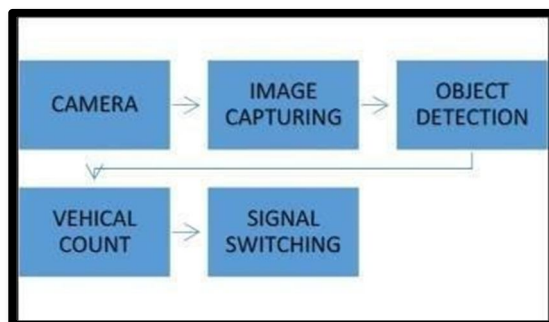 CAMERA
IMAGE
CAPTURING
OBJECT
DETECTION
VEHICAL
COUNT
SIGNAL
SWITCHING